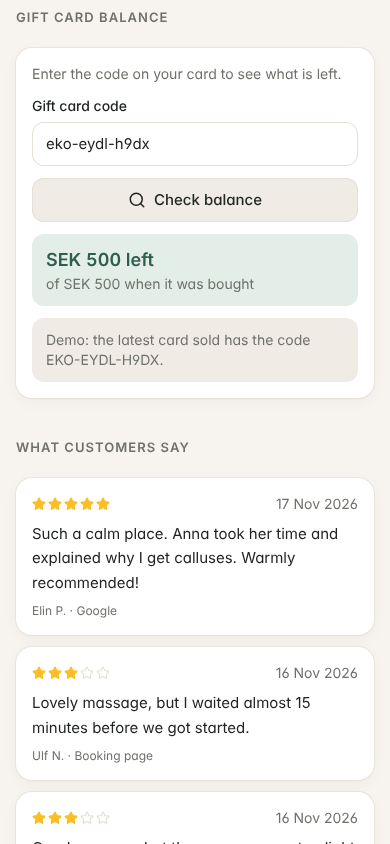 GIFT CARD BALANCE
Enter the code on your card to see what is left.
Gift card code
eko-eydl-h9dx
Check balance
SEK 500 left
of SEK 500 when it was bought
Demo: the latest card sold has the code
EKO-EYDL-H9DX.
WHAT CUSTOMERS SAY
17 Nov 2026
Such a calm place. Anna took her time and
explained why I get calluses. Warmly
recommended!
Elin P. · Google
16 Nov 2026
Lovely massage, but I waited almost 15
minutes before we got started.
Ulf N. · Booking page
16 Nov 2026